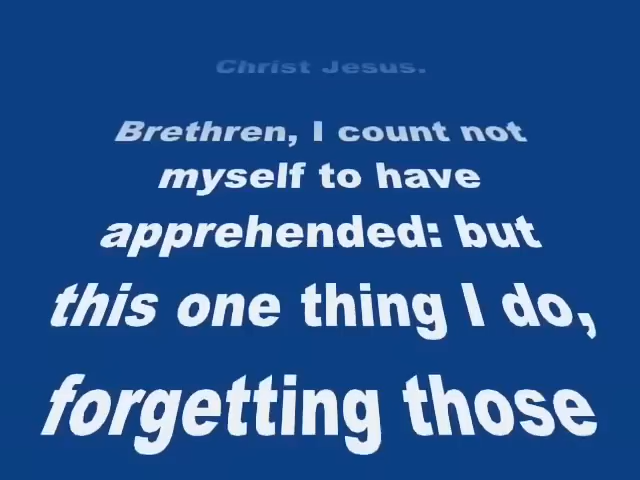 Christ Jesus.
Brethren, I count not
myself to have
apprehended: but
this one thing I do,
forgetting those